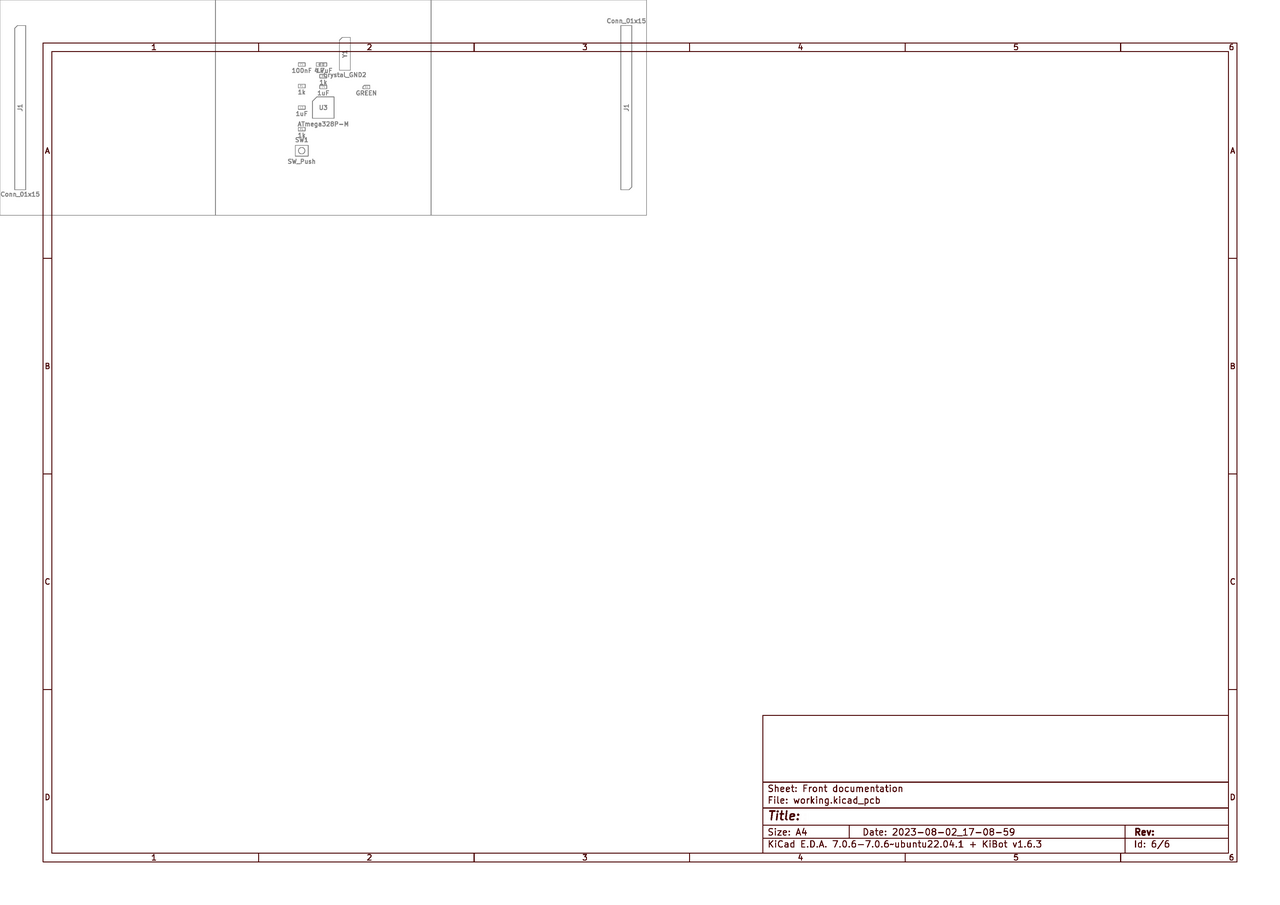 Conn_01x15
1 2 3 4 5 6
Y1
100nF
Crystal_GND2
1k
1k
1uF
GREEN
J1
U3
J1
1uF
ATmega328P-M
1k
SW1
A
A
SW_Push
Conn_01x15
B
B
C
C
Sheet: Front documentation
File: working.kicad_pcb
D
D
Title:
Size: A4
Date: 2023-08-02_17-08-59
Rev:
KiCad E.D.A. 7.0.6-7.0.6~ubuntu22.04.1 + KiBot v1.6.3
Id: 6/6
1 2 3 4 5 6